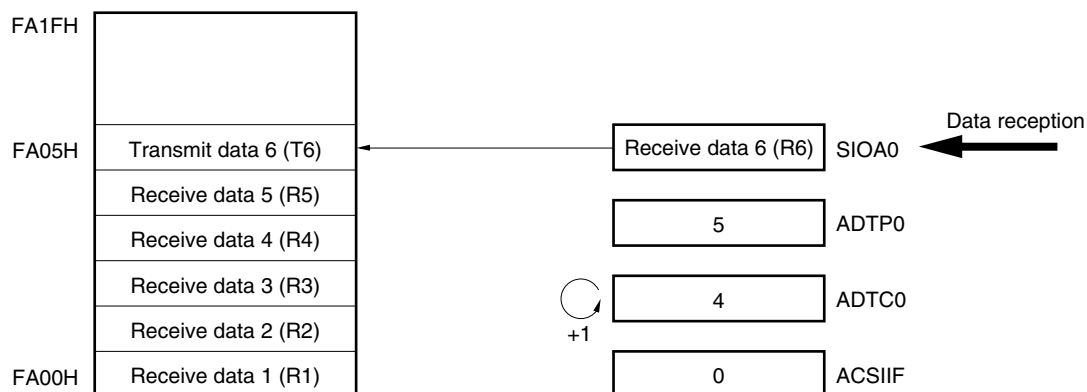 FA1FH
Data reception
FA05H Transmit data 6 (T6) Receive data 6 (R6) SIOA0
Receive data 5 (R5)
5 ADTP0
Receive data 4 (R4)
Receive data 3 (R3)
4 ADTC0
+1
Receive data 2 (R2)
FA00H Receive data 1 (R1) 0 ACSIIF